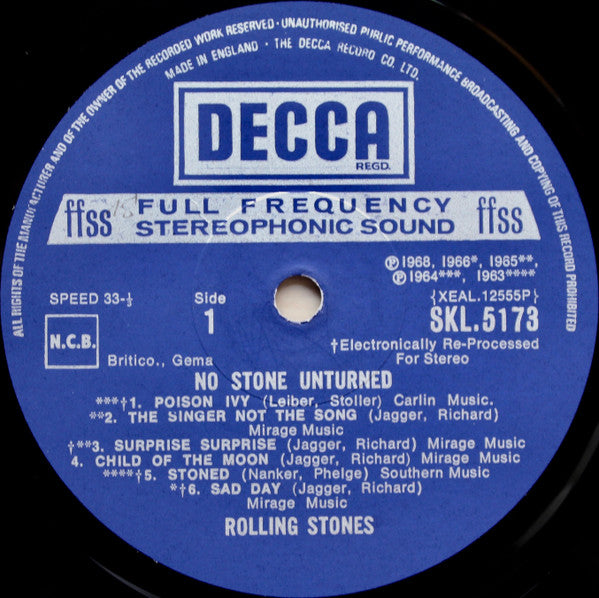 ALL RIGHTS OF THE MANUFACTURER AND OF THE OWNER OF THE RECORDED WORK RESERVED · UNAUTHORISED PUBLIC PERFORMANCE BROADCASTING AND COPYING OF THIS RECORD PROHIBITED
MADE IN ENGLAND · THE DECCA RECORD CO. LTD.
DECCA
REGD.
ffss FULL FREQUENCY STEREOPHONIC SOUND ffss
℗1968, 1966*, 1965**,
℗1964***, 1963****
SPEED 33-⅓
Side
1
{XEAL.12555P}
SKL.5173
N.C.B.
†Electronically Re-Processed
For Stereo
Britico., Gema
NO STONE UNTURNED
***†1. POISON IVY (Leiber, Stoller) Carlin Music.
**2. THE SINGER NOT THE SONG (Jagger, Richard)
Mirage Music
†**3. SURPRISE SURPRISE (Jagger, Richard) Mirage Music
4. CHILD OF THE MOON (Jagger, Richard) Mirage Music
****†5. STONED (Nanker, Phelge) Southern Music
*†6. SAD DAY (Jagger, Richard)
Mirage Music
ROLLING STONES